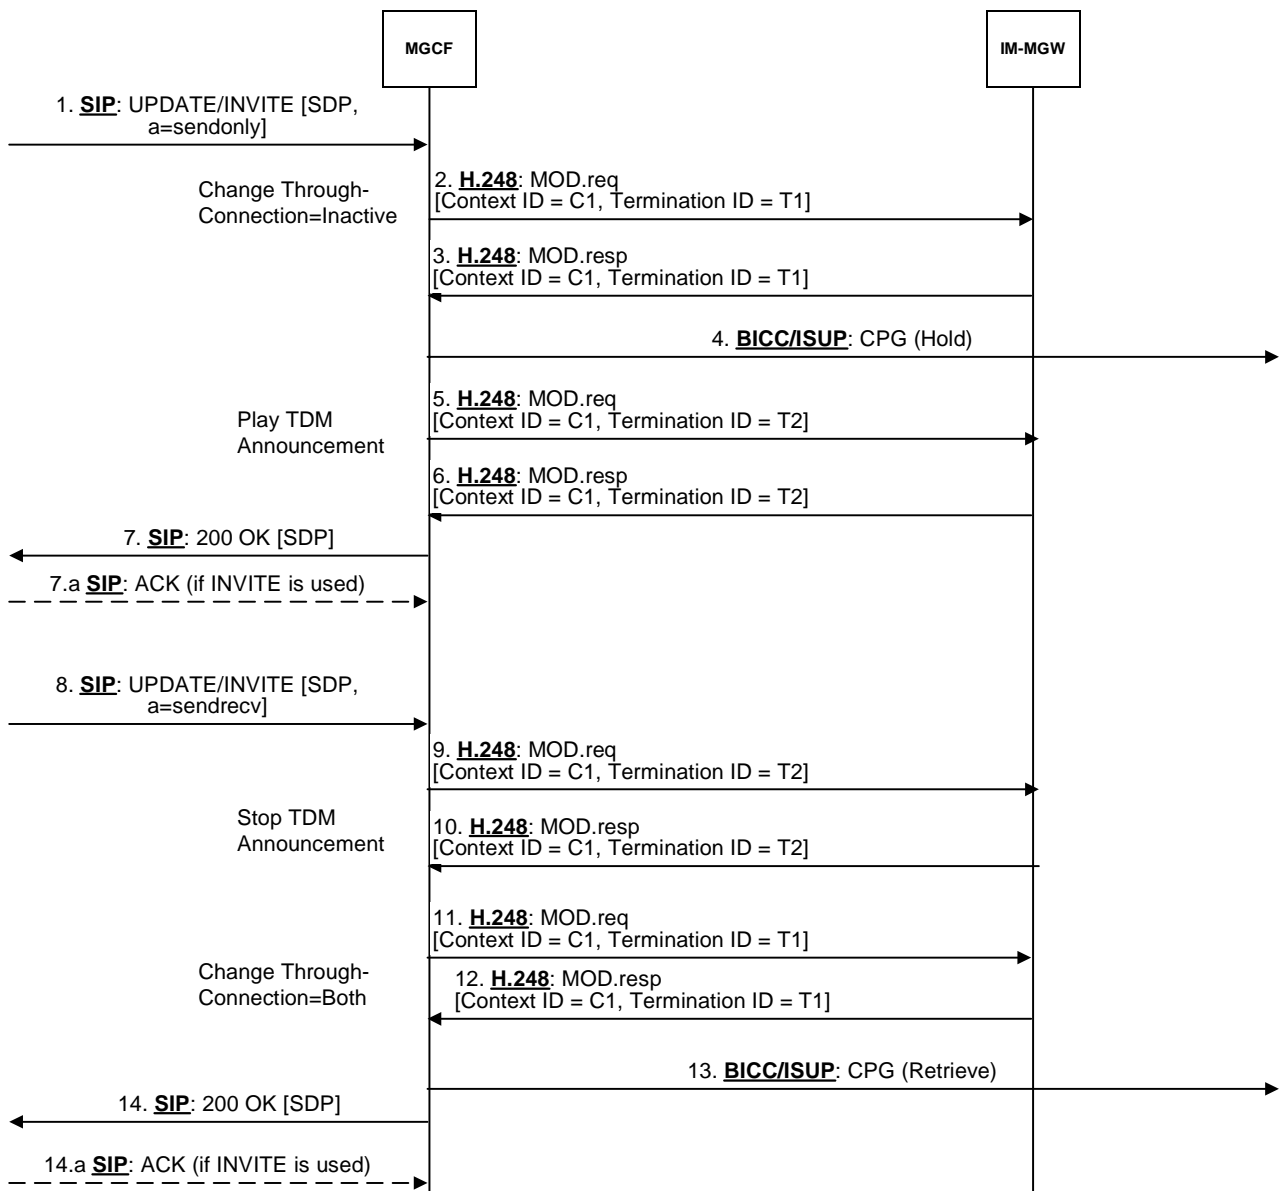 MGCF
IM-MGW
1. SIP: UPDATE/INVITE [SDP,
a=sendonly]
Change Through-
Connection=Inactive
2. H.248: MOD.req
[Context ID = C1, Termination ID = T1]
3. H.248: MOD.resp
[Context ID = C1, Termination ID = T1]
4. BICC/ISUP: CPG (Hold)
Play TDM
Announcement
5. H.248: MOD.req
[Context ID = C1, Termination ID = T2]
6. H.248: MOD.resp
[Context ID = C1, Termination ID = T2]
7. SIP: 200 OK [SDP]
7.a SIP: ACK (if INVITE is used)
8. SIP: UPDATE/INVITE [SDP,
a=sendrecv]
9. H.248: MOD.req
[Context ID = C1, Termination ID = T2]
Stop TDM
Announcement
10. H.248: MOD.resp
[Context ID = C1, Termination ID = T2]
11. H.248: MOD.req
[Context ID = C1, Termination ID = T1]
Change Through-
Connection=Both
12. H.248: MOD.resp
[Context ID = C1, Termination ID = T1]
13. BICC/ISUP: CPG (Retrieve)
14. SIP: 200 OK [SDP]
14.a SIP: ACK (if INVITE is used)